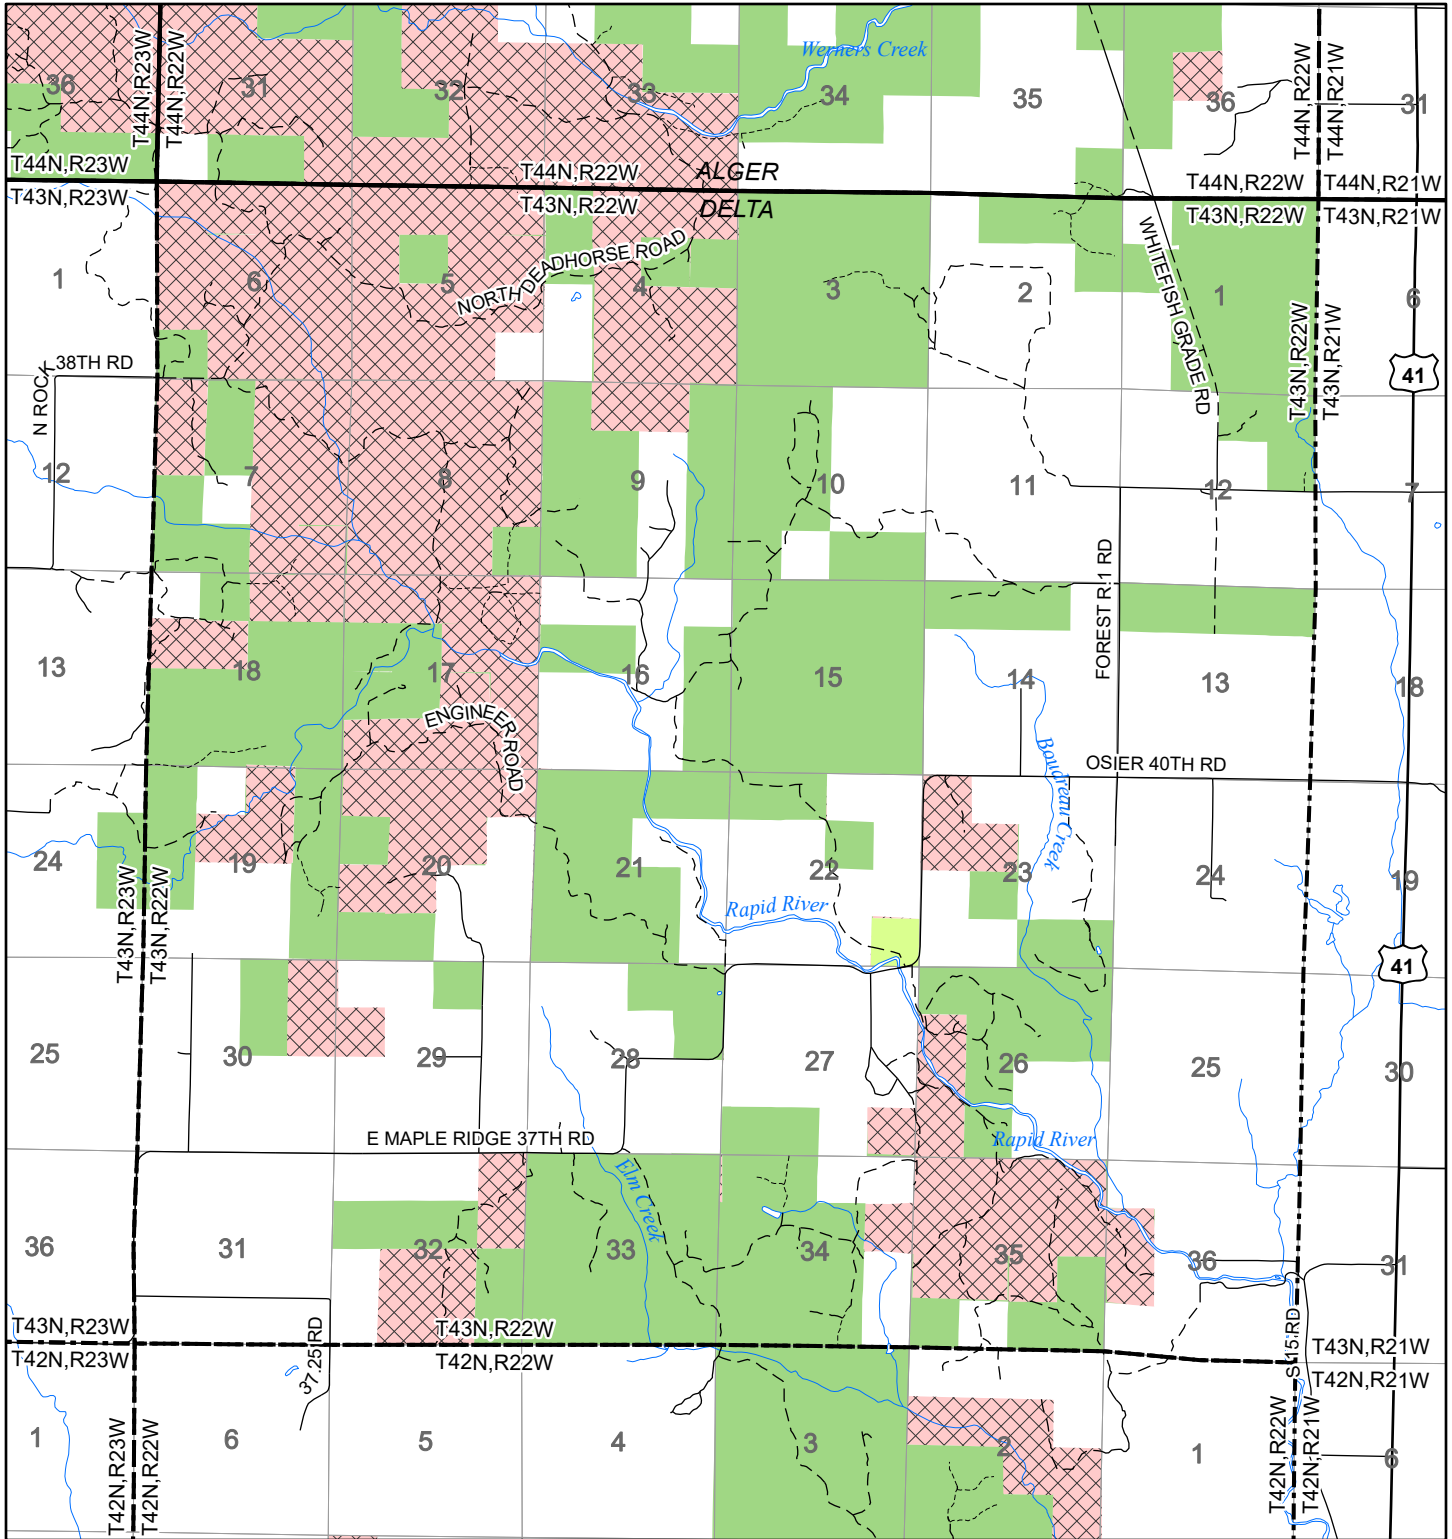 Werners Creek
36
31
32
33
34
35
36
31
T44N,R23W
T44N,R22W
T44N,R22W
T44N,R21W
T44N,R23W
T44N,R22W
ALGER
T44N,R22W
T44N,R21W
T43N,R23W
T43N,R22W
DELTA
T43N,R22W
T43N,R21W
1
6
5
4
3
2
1
6
NORTH DEADHORSE ROAD
WHITEFISH GRADE RD
T43N,R22W
T43N,R21W
38TH RD
N ROCK
41
12
7
8
9
10
11
12
7
FOREST R 1 RD
13
18
17
16
15
14
13
18
ENGINEER ROAD
Boudreau Creek
OSIER 40TH RD
24
19
20
21
22
23
24
19
T43N,R23W
T43N,R22W
Rapid River
41
25
30
29
28
27
26
25
30
E MAPLE RIDGE 37TH RD
Rapid River
Elm Creek
36
31
32
33
34
35
36
31
T43N,R23W
T43N,R22W
T43N,R21W
T42N,R23W
T42N,R22W
T42N,R21W
37.25 RD
S 15 RD
1
6
5
4
3
2
1
6
T42N,R23W
T42N,R22W
T42N,R22W
T42N,R21W